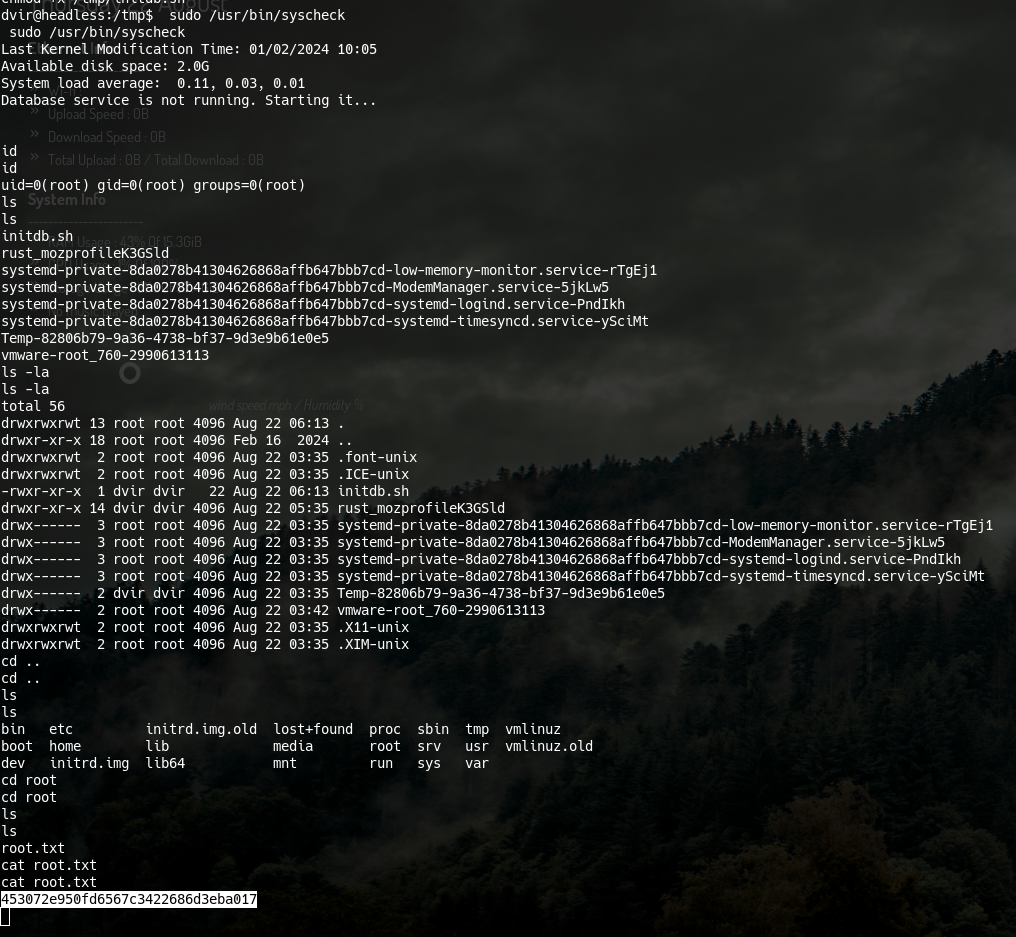 dvir@headless:/tmp$  sudo /usr/bin/syscheck
 sudo /usr/bin/syscheck
Last Kernel Modification Time: 01/02/2024 10:05
Available disk space: 2.0G
System load average:  0.11, 0.03, 0.01
Database service is not running. Starting it...
» Upload Speed : 0B
» Download Speed : 0B
» Total Upload : 0B / Total Download : 0B
id
id
uid=0(root) gid=0(root) groups=0(root)
System Info
ls
ls
initdb.sh
rust_mozprofileK3GSld
systemd-private-8da0278b41304626868affb647bbb7cd-low-memory-monitor.service-rTgEj1
systemd-private-8da0278b41304626868affb647bbb7cd-ModemManager.service-5jkLw5
systemd-private-8da0278b41304626868affb647bbb7cd-systemd-logind.service-PndIkh
systemd-private-8da0278b41304626868affb647bbb7cd-systemd-timesyncd.service-ySciMt
Temp-82806b79-9a36-4738-bf37-9d3e9b61e0e5
vmware-root_760-2990613113
ls -la
ls -la
wind speed mph / Humidity %
total 56
drwxrwxrwt 13 root root 4096 Aug 22 06:13 .
drwxr-xr-x 18 root root 4096 Feb 16  2024 ..
drwxrwxrwt  2 root root 4096 Aug 22 03:35 .font-unix
drwxrwxrwt  2 root root 4096 Aug 22 03:35 .ICE-unix
-rwxr-xr-x  1 dvir dvir   22 Aug 22 06:13 initdb.sh
drwxr-xr-x 14 dvir dvir 4096 Aug 22 05:35 rust_mozprofileK3GSld
drwx------  3 root root 4096 Aug 22 03:35 systemd-private-8da0278b41304626868affb647bbb7cd-low-memory-monitor.service-rTgEj1
drwx------  3 root root 4096 Aug 22 03:35 systemd-private-8da0278b41304626868affb647bbb7cd-ModemManager.service-5jkLw5
drwx------  3 root root 4096 Aug 22 03:35 systemd-private-8da0278b41304626868affb647bbb7cd-systemd-logind.service-PndIkh
drwx------  3 root root 4096 Aug 22 03:35 systemd-private-8da0278b41304626868affb647bbb7cd-systemd-timesyncd.service-ySciMt
drwx------  2 dvir dvir 4096 Aug 22 03:35 Temp-82806b79-9a36-4738-bf37-9d3e9b61e0e5
drwx------  2 root root 4096 Aug 22 03:42 vmware-root_760-2990613113
drwxrwxrwt  2 root root 4096 Aug 22 03:35 .X11-unix
drwxrwxrwt  2 root root 4096 Aug 22 03:35 .XIM-unix
cd ..
cd ..
ls
ls
bin   etc         initrd.img.old  lost+found  proc  sbin  tmp  vmlinuz
boot  home        lib             media       root  srv   usr  vmlinuz.old
dev   initrd.img  lib64           mnt         run   sys   var
cd root
cd root
ls
ls
root.txt
cat root.txt
cat root.txt
453072e950fd6567c3422686d3eba017